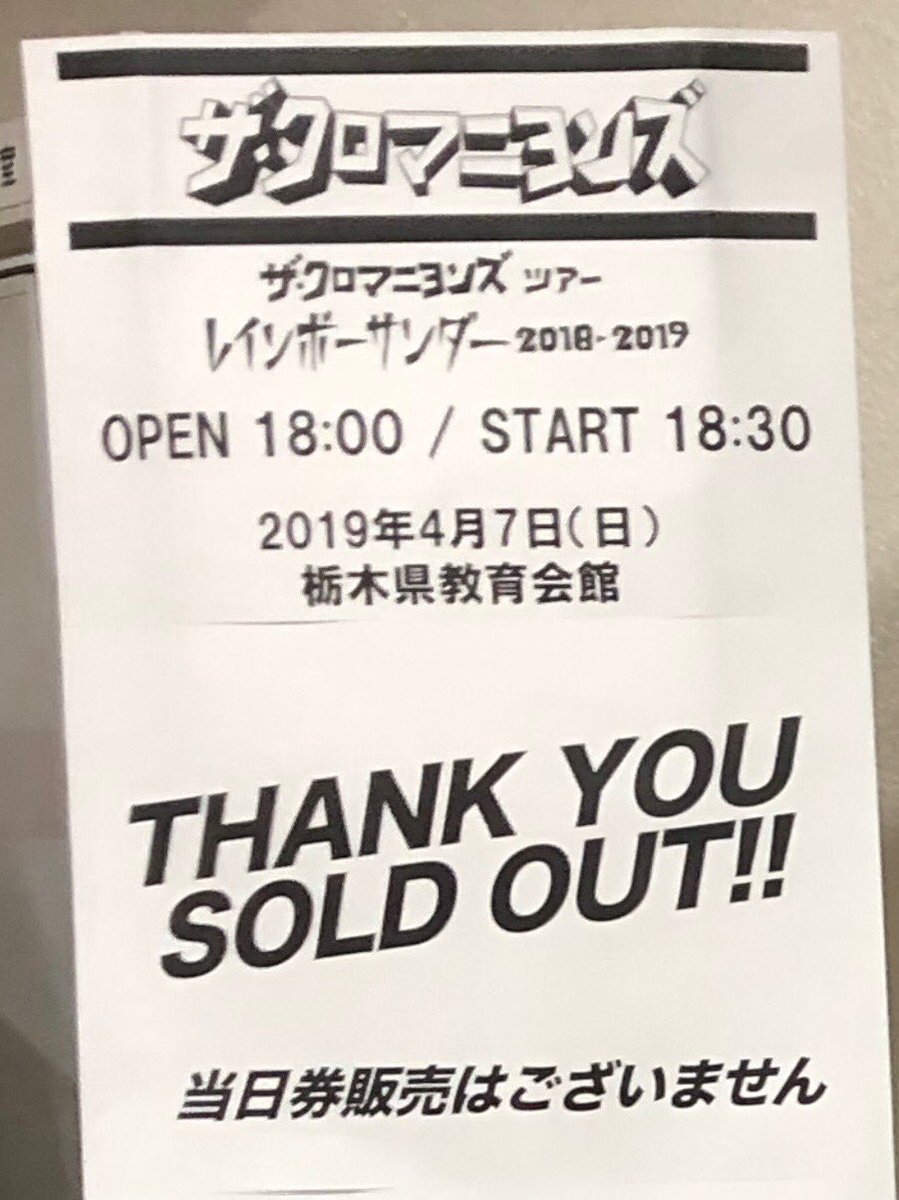 ザ・クロマニヨンズ
ザ・クロマニヨンズ ツアー
レインボーサンダー 2018-2019
OPEN 18:00 / START 18:30
2019年4月7日(日)
栃木県教育会館
THANK YOU
SOLD OUT!!
当日券販売はございません